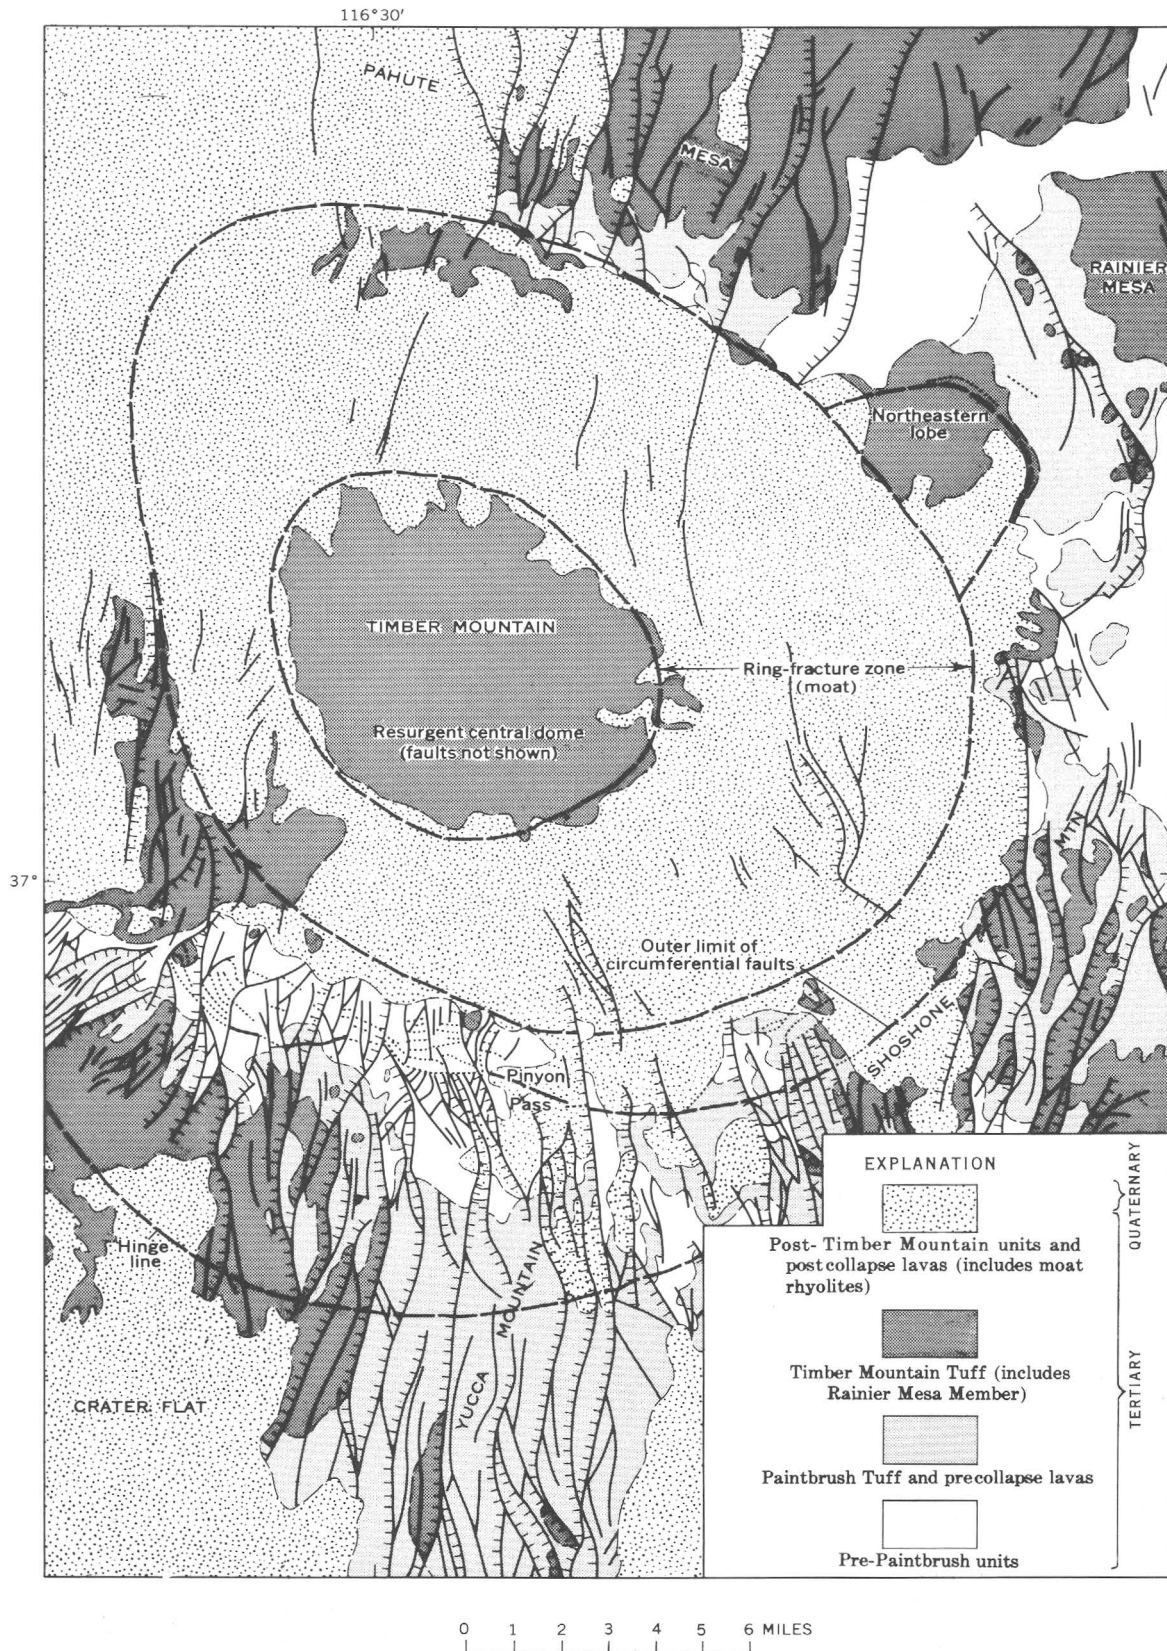 116°30′
PAHUTE
MESA
RAINIER
MESA
Northeastern
lobe
TIMBER MOUNTAIN
Ring-fracture zone
(moat)
Resurgent central dome
(faults not shown)
MTN
37°
Outer limit of
circumferential faults
SHOSHONE
Pinyon
Pass
Hinge
line
YUCCA MOUNTAIN
CRATER FLAT
EXPLANATION
Post-Timber Mountain units and
postcollapse lavas (includes moat
rhyolites)
Timber Mountain Tuff (includes
Rainier Mesa Member)
Paintbrush Tuff and precollapse lavas
Pre-Paintbrush units
QUATERNARY
TERTIARY
0 1 2 3 4 5 6 MILES